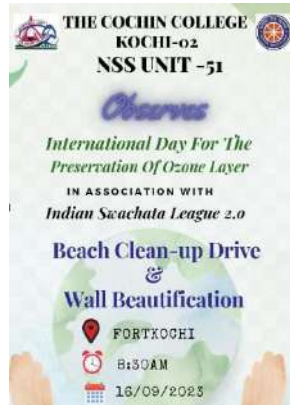 THE COCHIN COLLEGE
KOCHI-02
NSS UNIT -51
Observes
International Day For The
Preservation Of Ozone Layer
IN ASSOCIATION WITH
Indian Swachata League 2.0
Beach Clean-up Drive
&
Wall Beautification
FORTKOCHI
8:30AM
16/09/2023